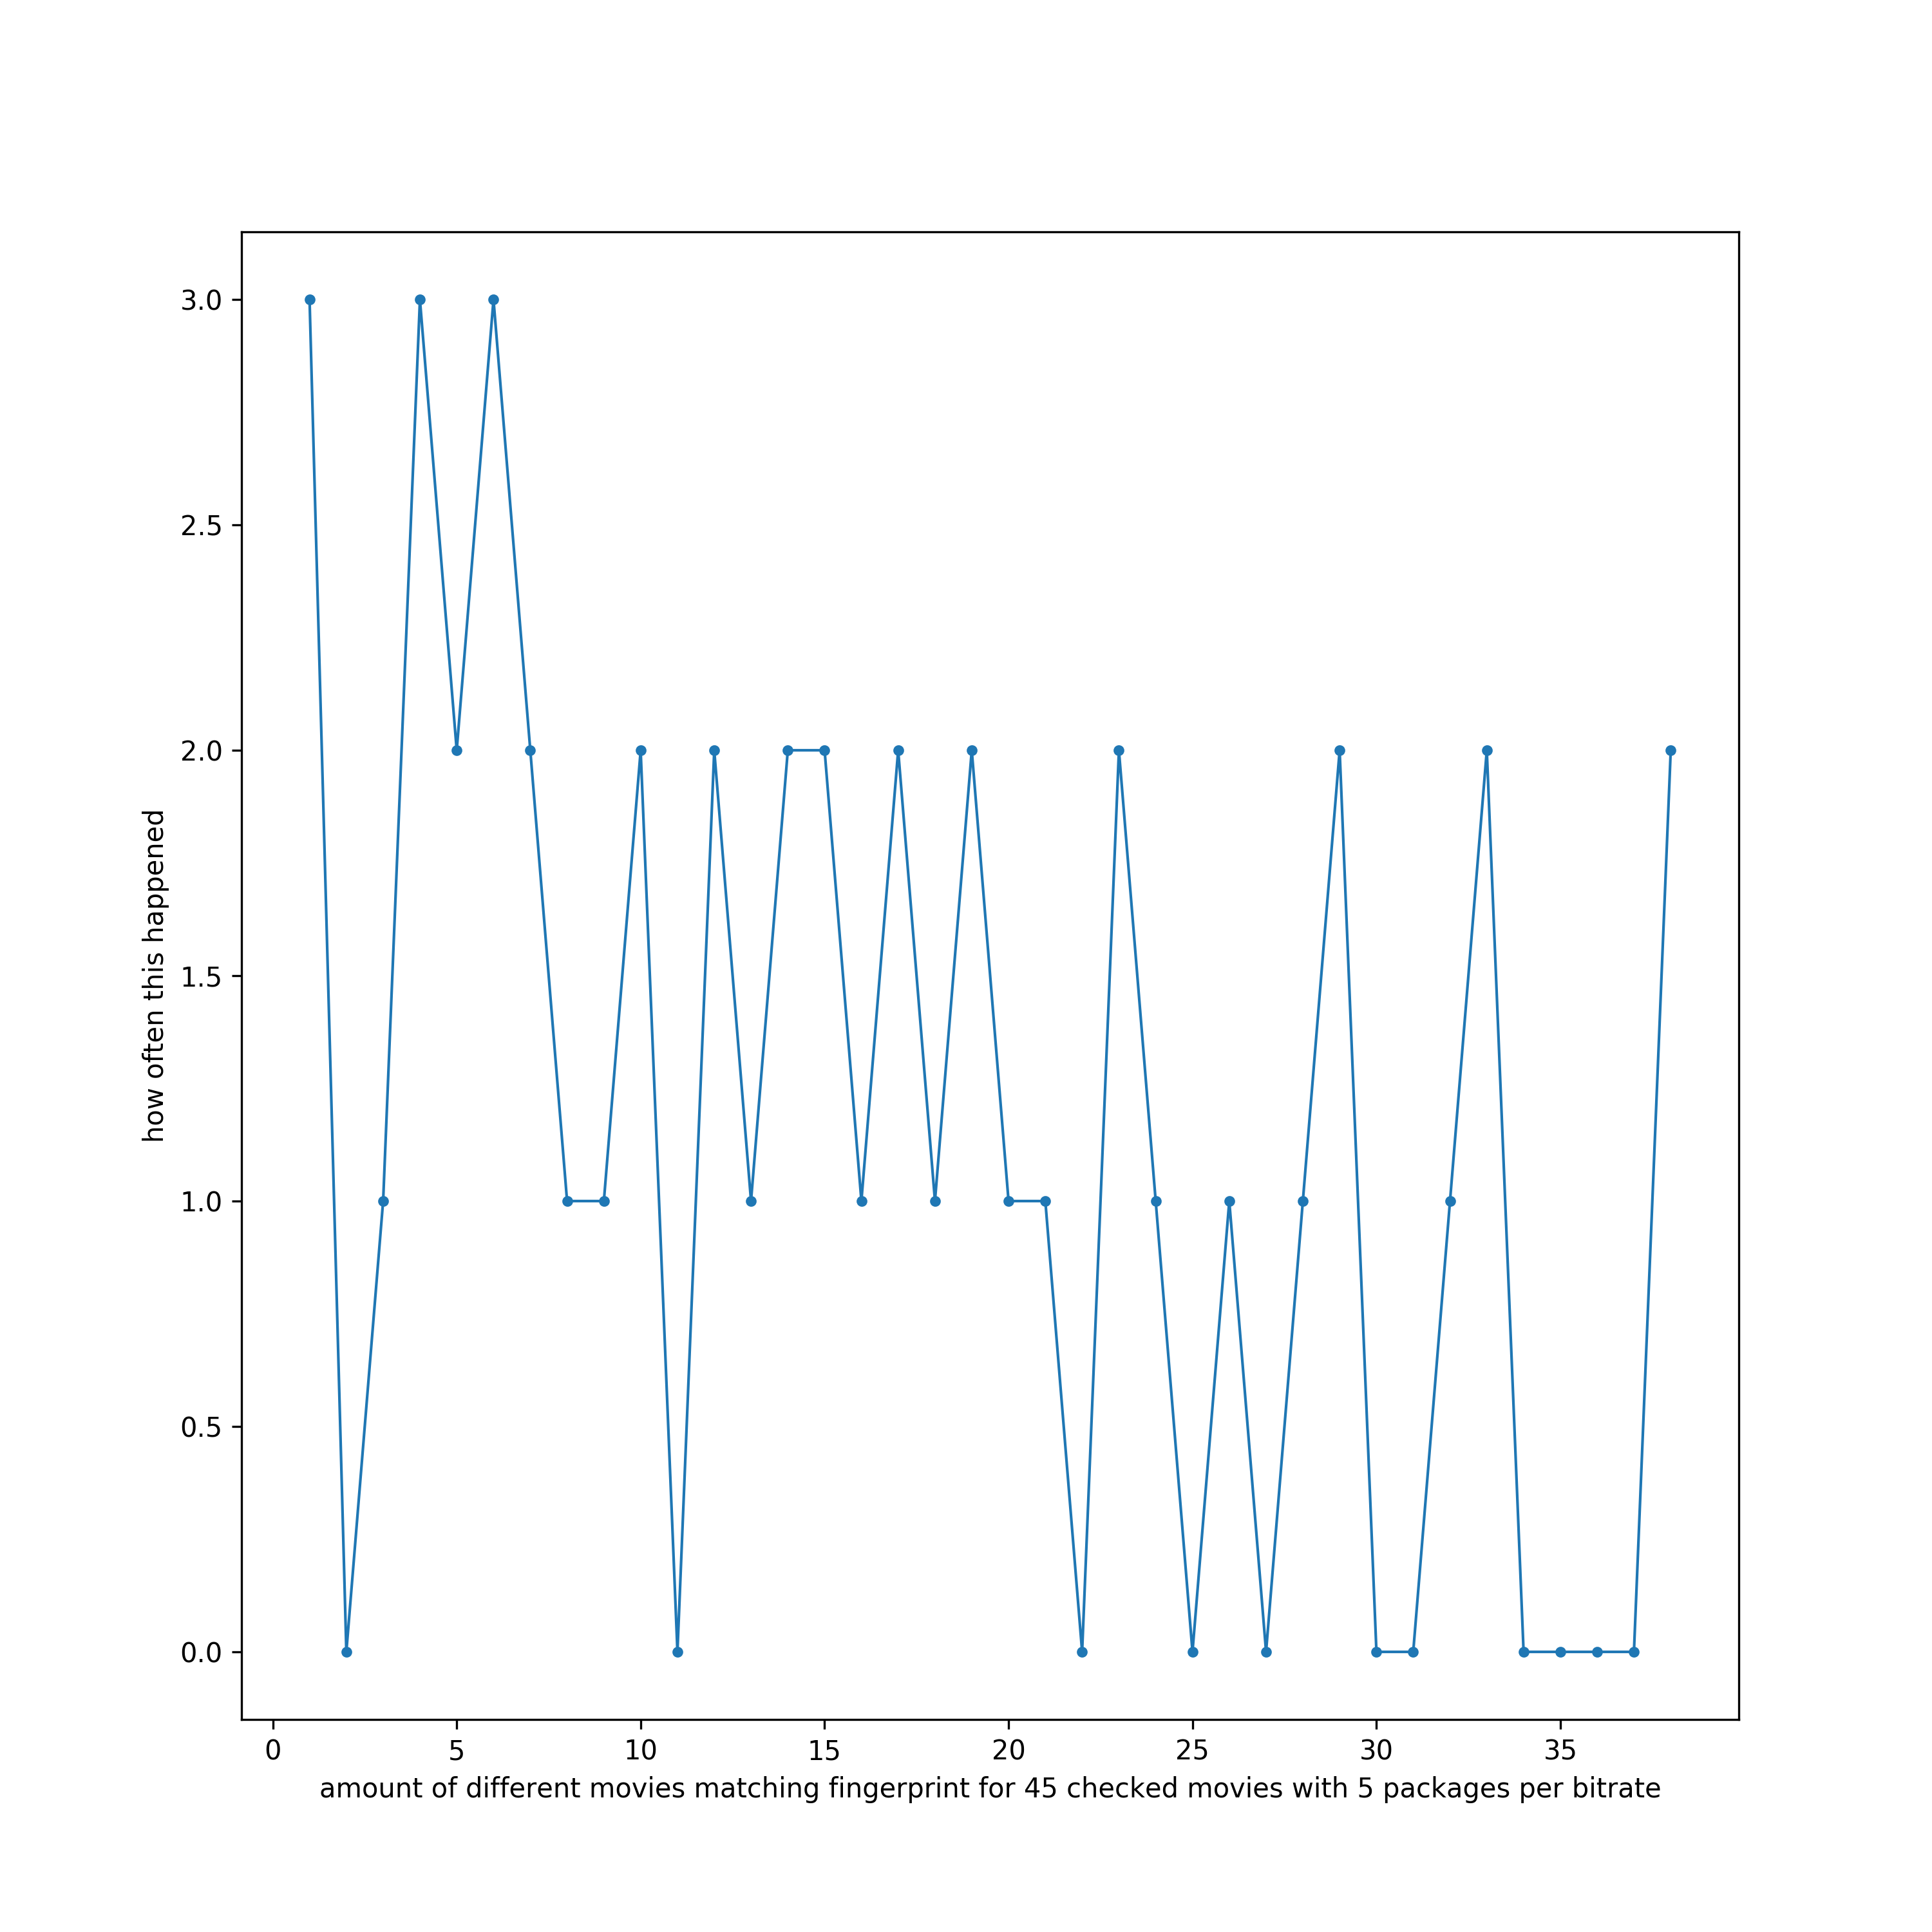 3.0
2.5
2.0
1.5
1.0
0.5
0.0
how often this happened
0 5 10 15 20 25 30 35
amount of different movies matching fingerprint for 45 checked movies with 5 packages per bitrate